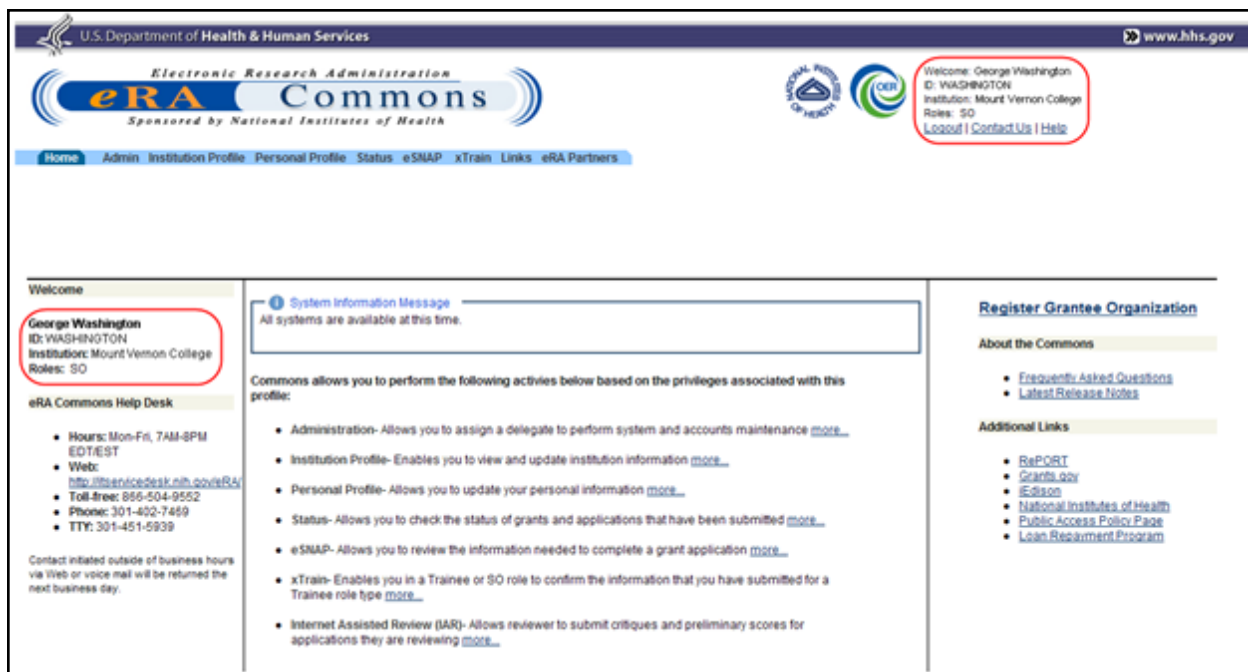 U.S. Department of Health & Human Services
www.hhs.gov
Electronic Research Administration
eRA Commons
Sponsored by National Institutes of Health
NATIONAL INSTITUTES OF HEALTH
OER
Welcome: George Washington
ID: WASHINGTON
Institution: Mount Vernon College
Roles: SO
Logout | Contact Us | Help
Home Admin Institution Profile Personal Profile Status eSNAP xTrain Links eRA Partners
Welcome
George Washington
ID: WASHINGTON
Institution: Mount Vernon College
Roles: SO
eRA Commons Help Desk
• Hours: Mon-Fri, 7AM-8PM
EDT/EST
• Web:
http://itservicedesk.nih.gov/eRA/
• Toll-free: 866-504-9552
• Phone: 301-402-7469
• TTY: 301-451-5939
Contact initiated outside of business hours
via Web or voice mail will be returned the
next business day.
System Information Message
All systems are available at this time.
Commons allows you to perform the following activies below based on the privileges associated with this
profile:
• Administration- Allows you to assign a delegate to perform system and accounts maintenance more...
• Institution Profile- Enables you to view and update institution information more...
• Personal Profile- Allows you to update your personal information more...
• Status- Allows you to check the status of grants and applications that have been submitted more...
• eSNAP- Allows you to review the information needed to complete a grant application more...
• xTrain- Enables you in a Trainee or SO role to confirm the information that you have submitted for a
Trainee role type more...
• Internet Assisted Review (IAR)- Allows reviewer to submit critiques and preliminary scores for
applications they are reviewing more...
Register Grantee Organization
About the Commons
• Frequently Asked Questions
• Latest Release Notes
Additional Links
• RePORT
• Grants.gov
• iEdison
• National Institutes of Health
• Public Access Policy Page
• Loan Repayment Program